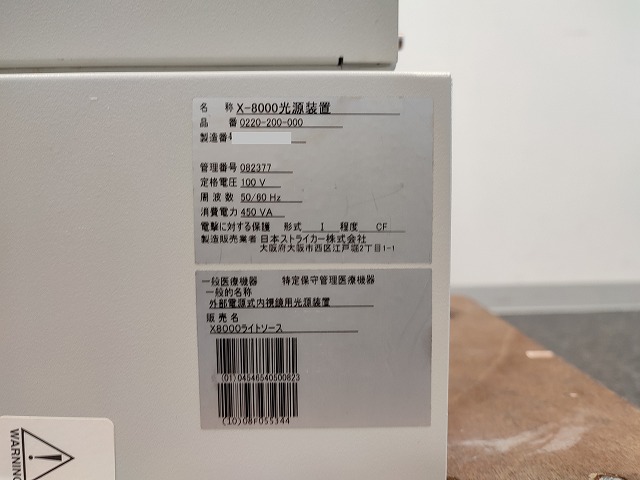 名 称 X-8000光源装置
品 番 0220-200-000
製造番
管理番号 082377
定格電圧 100 V
周 波 数 50/60 Hz
消費電力 450 VA
電撃に対する保護 形式 I 程度 CF
製造販売業者 日本ストライカー株式会社
大阪府大阪市西区江戸堀2丁目1-1
一般医療機器 特定保守管理医療機器
一般的名称
外部電源式内視鏡用光源装置
販 売 名
X8000ライトソース
(01)04546540500823
(10)08F055344
WARNING